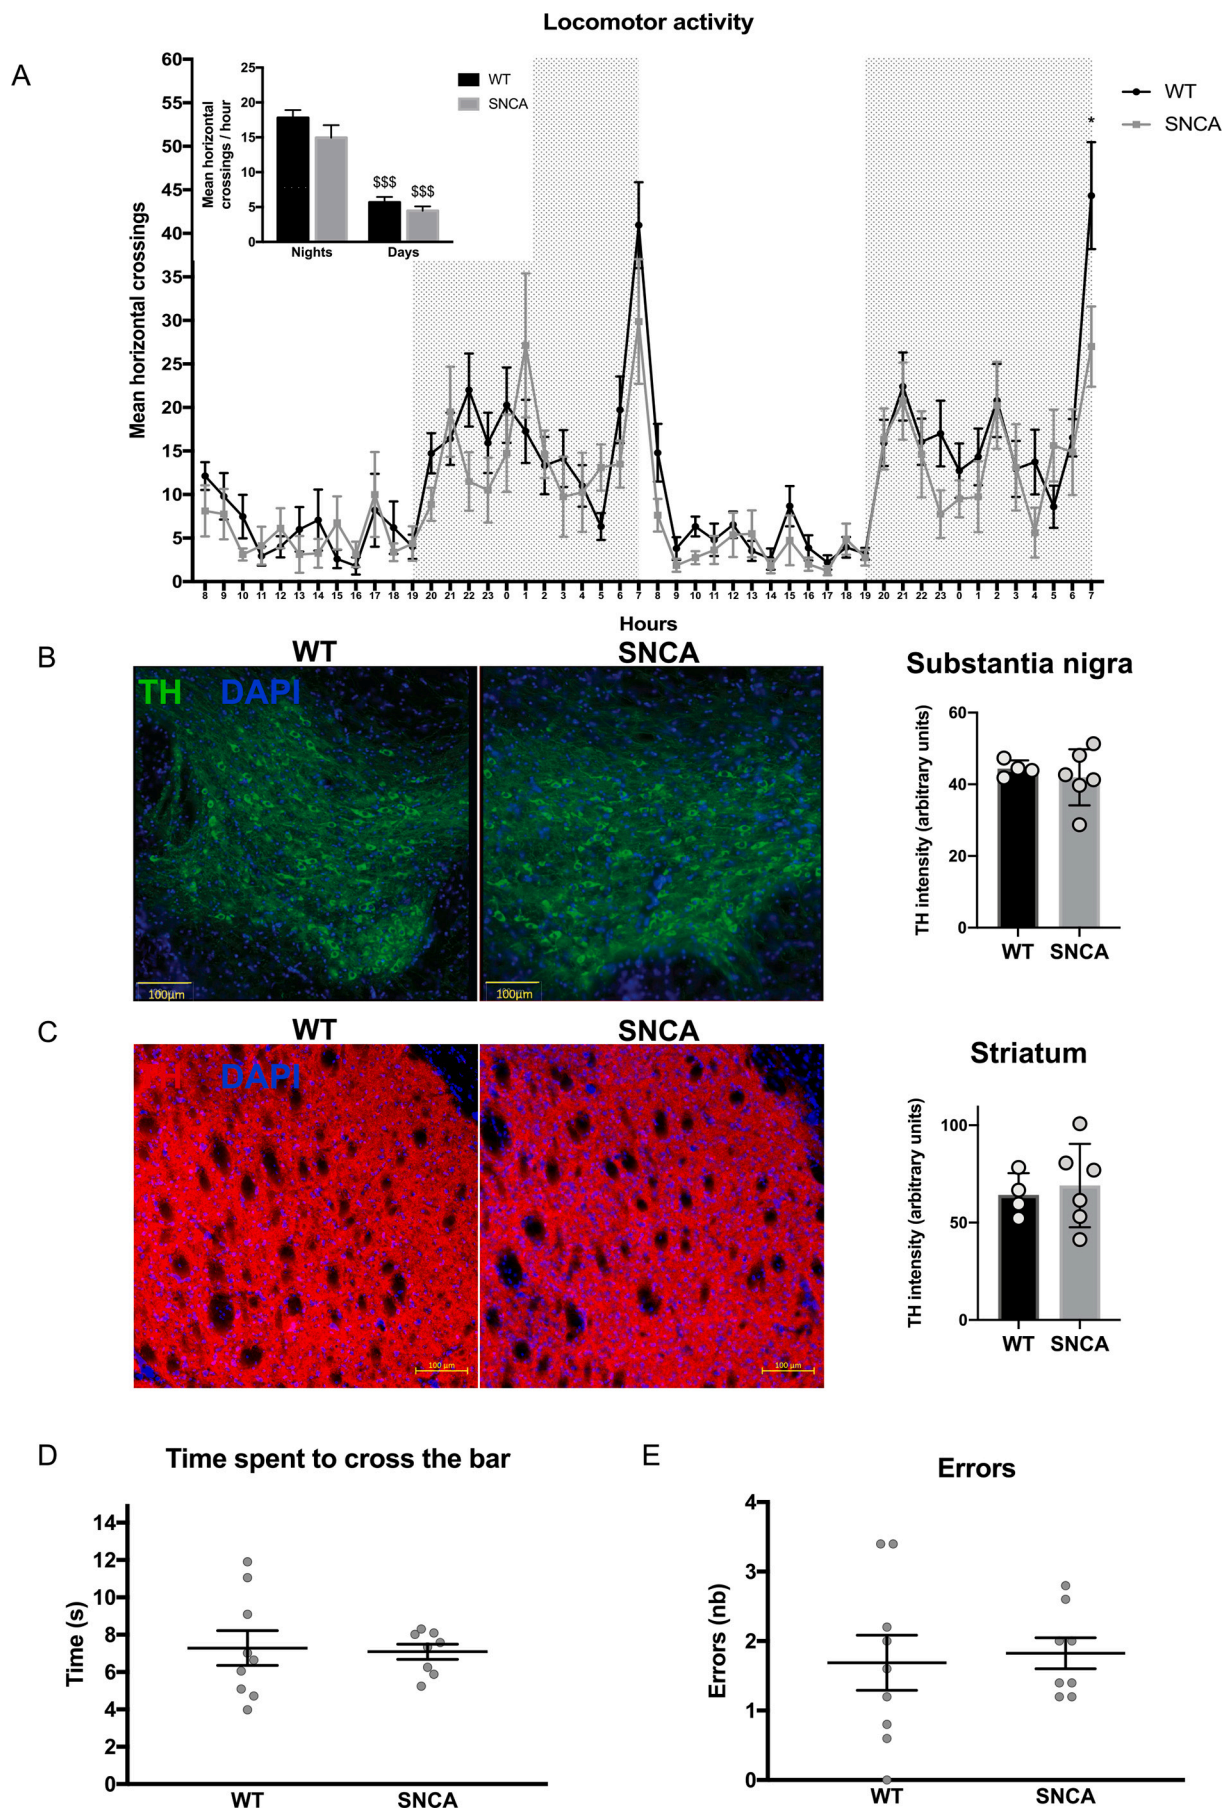 Locomotor activity
A
60
55
50
45
40
35
30
25
20
15
10
5
0
Mean horizontal crossings
25
20
15
10
5
0
Mean horizontal
crossings / hour
$$$
$$$
Nights Days
WT
SNCA
WT
SNCA
*
8 9 10 11 12 13 14 15 16 17 18 19 20 21 22 23 0 1 2 3 4 5 6 7 8 9 10 11 12 13 14 15 16 17 18 19 20 21 22 23 0 1 2 3 4 5 6 7
Hours
B
WT SNCA
TH DAPI
100µm
100µm
Substantia nigra
TH intensity (arbitrary units)
60
40
20
0
WT SNCA
C
WT SNCA
TH DAPI
100 µm
100 µm
Striatum
TH intensity (arbitrary units)
100
50
0
WT SNCA
D
Time spent to cross the bar
Time (s)
14
12
10
8
6
4
2
0
WT SNCA
E
Errors
Errors (nb)
4
3
2
1
0
WT SNCA